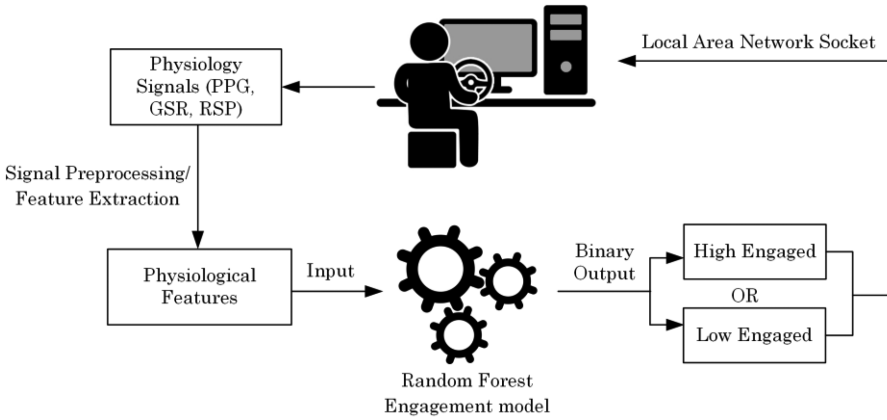 Local Area Network Socket
Physiology
Signals (PPG,
GSR, RSP)
Signal Preprocessing/
Feature Extraction
Physiological
Features
Input
Random Forest
Engagement model
Binary
Output
High Engaged
OR
Low Engaged